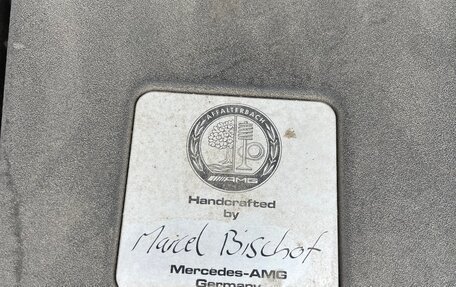 AFFALTERBACH
AMG
Handcrafted
by
Marcel Bischof
Mercedes-AMG
Germany